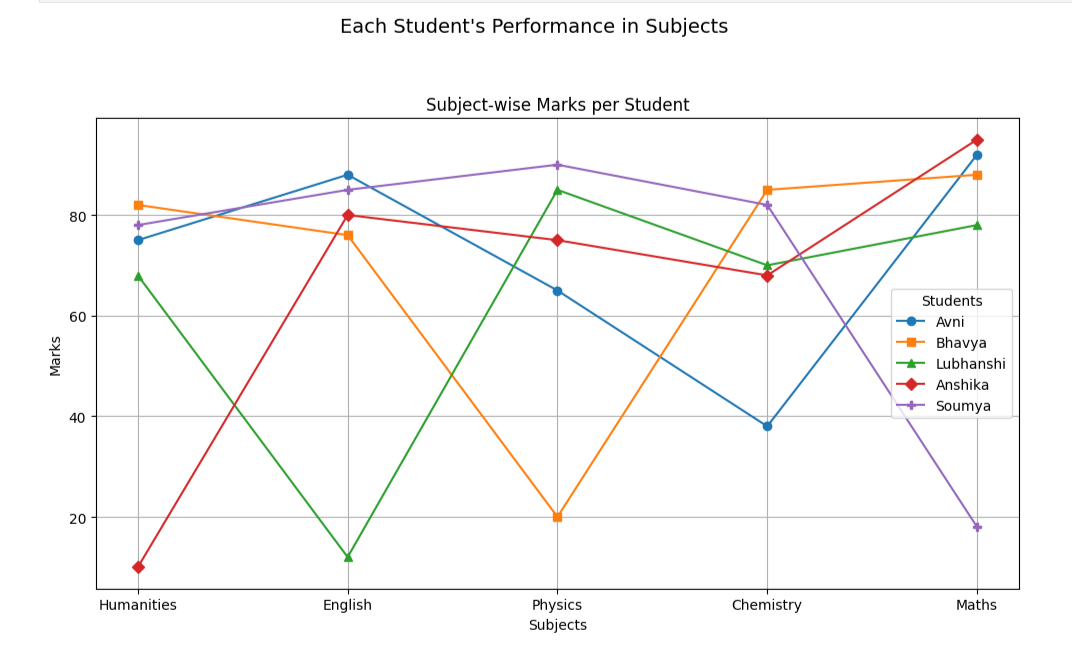 Each Student's Performance in Subjects
Subject-wise Marks per Student
Marks
80
60
40
20
Students
Avni
Bhavya
Lubhanshi
Anshika
Soumya
Humanities English Physics Chemistry Maths
Subjects